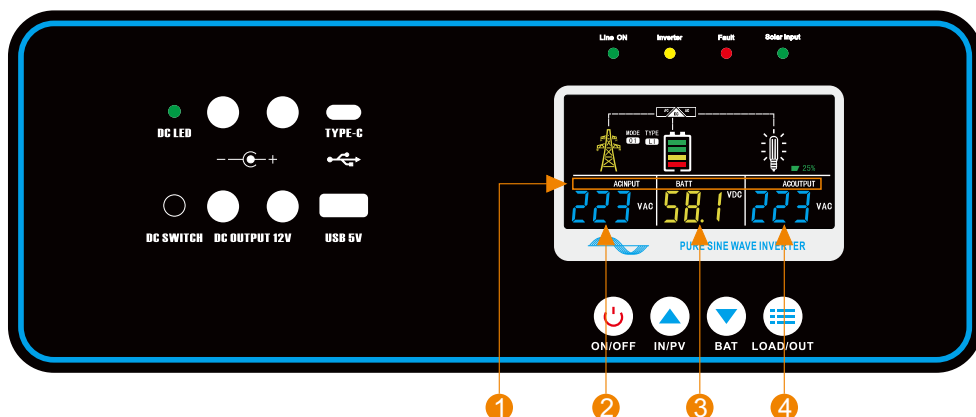 Line ON Inverter Fault Solar Input
DC LED TYPE-C
MODE TYPE
01 LI
25%
- +
1 ACINPUT BATT ACOUTPUT
223 VAC 58.1 VDC 223 VAC
DC SWITCH DC OUTPUT 12V USB 5V
PURE SINE WAVE INVERTER
ON/OFF IN/PV BAT LOAD/OUT
1 2 3 4